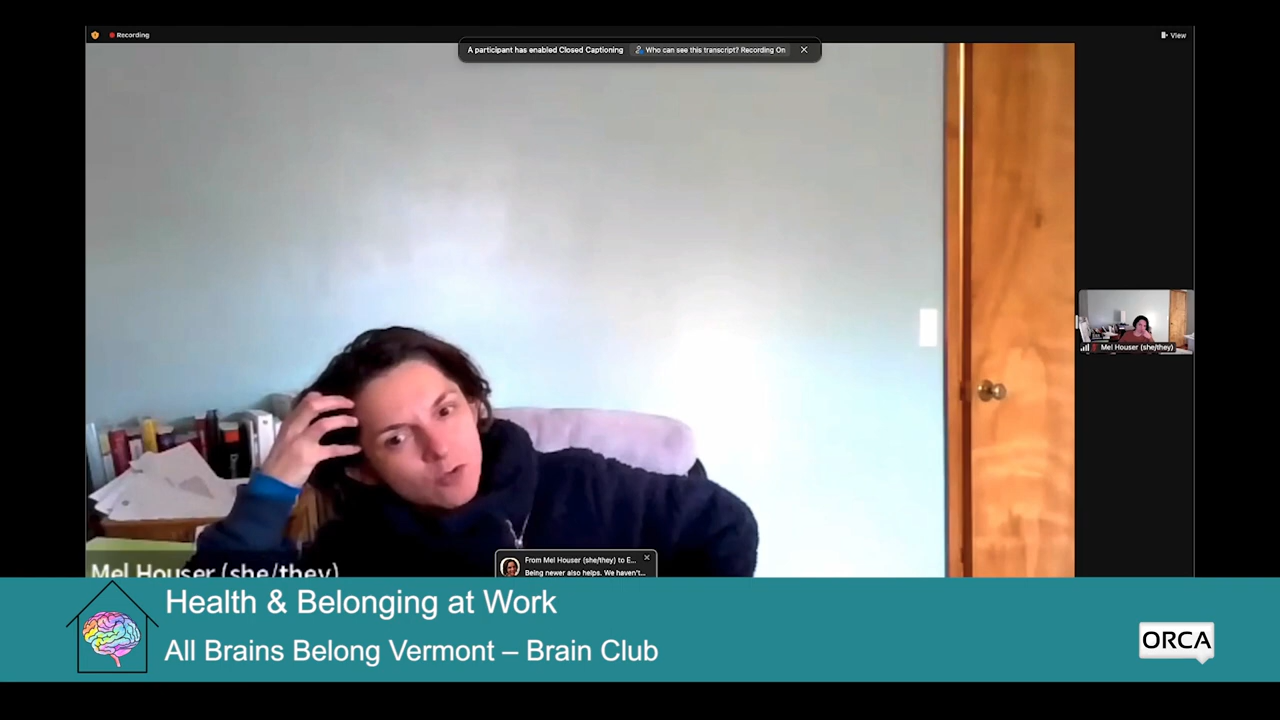 Recording
A participant has enabled Closed Captioning
Who can see this transcript? Recording On
View
Mel Houser (she/they)
Mel Houser (she/they)
From Mel Houser (she/they) to E...
Being newer also helps. We haven't...
Health & Belonging at Work
All Brains Belong Vermont – Brain Club
ORCA